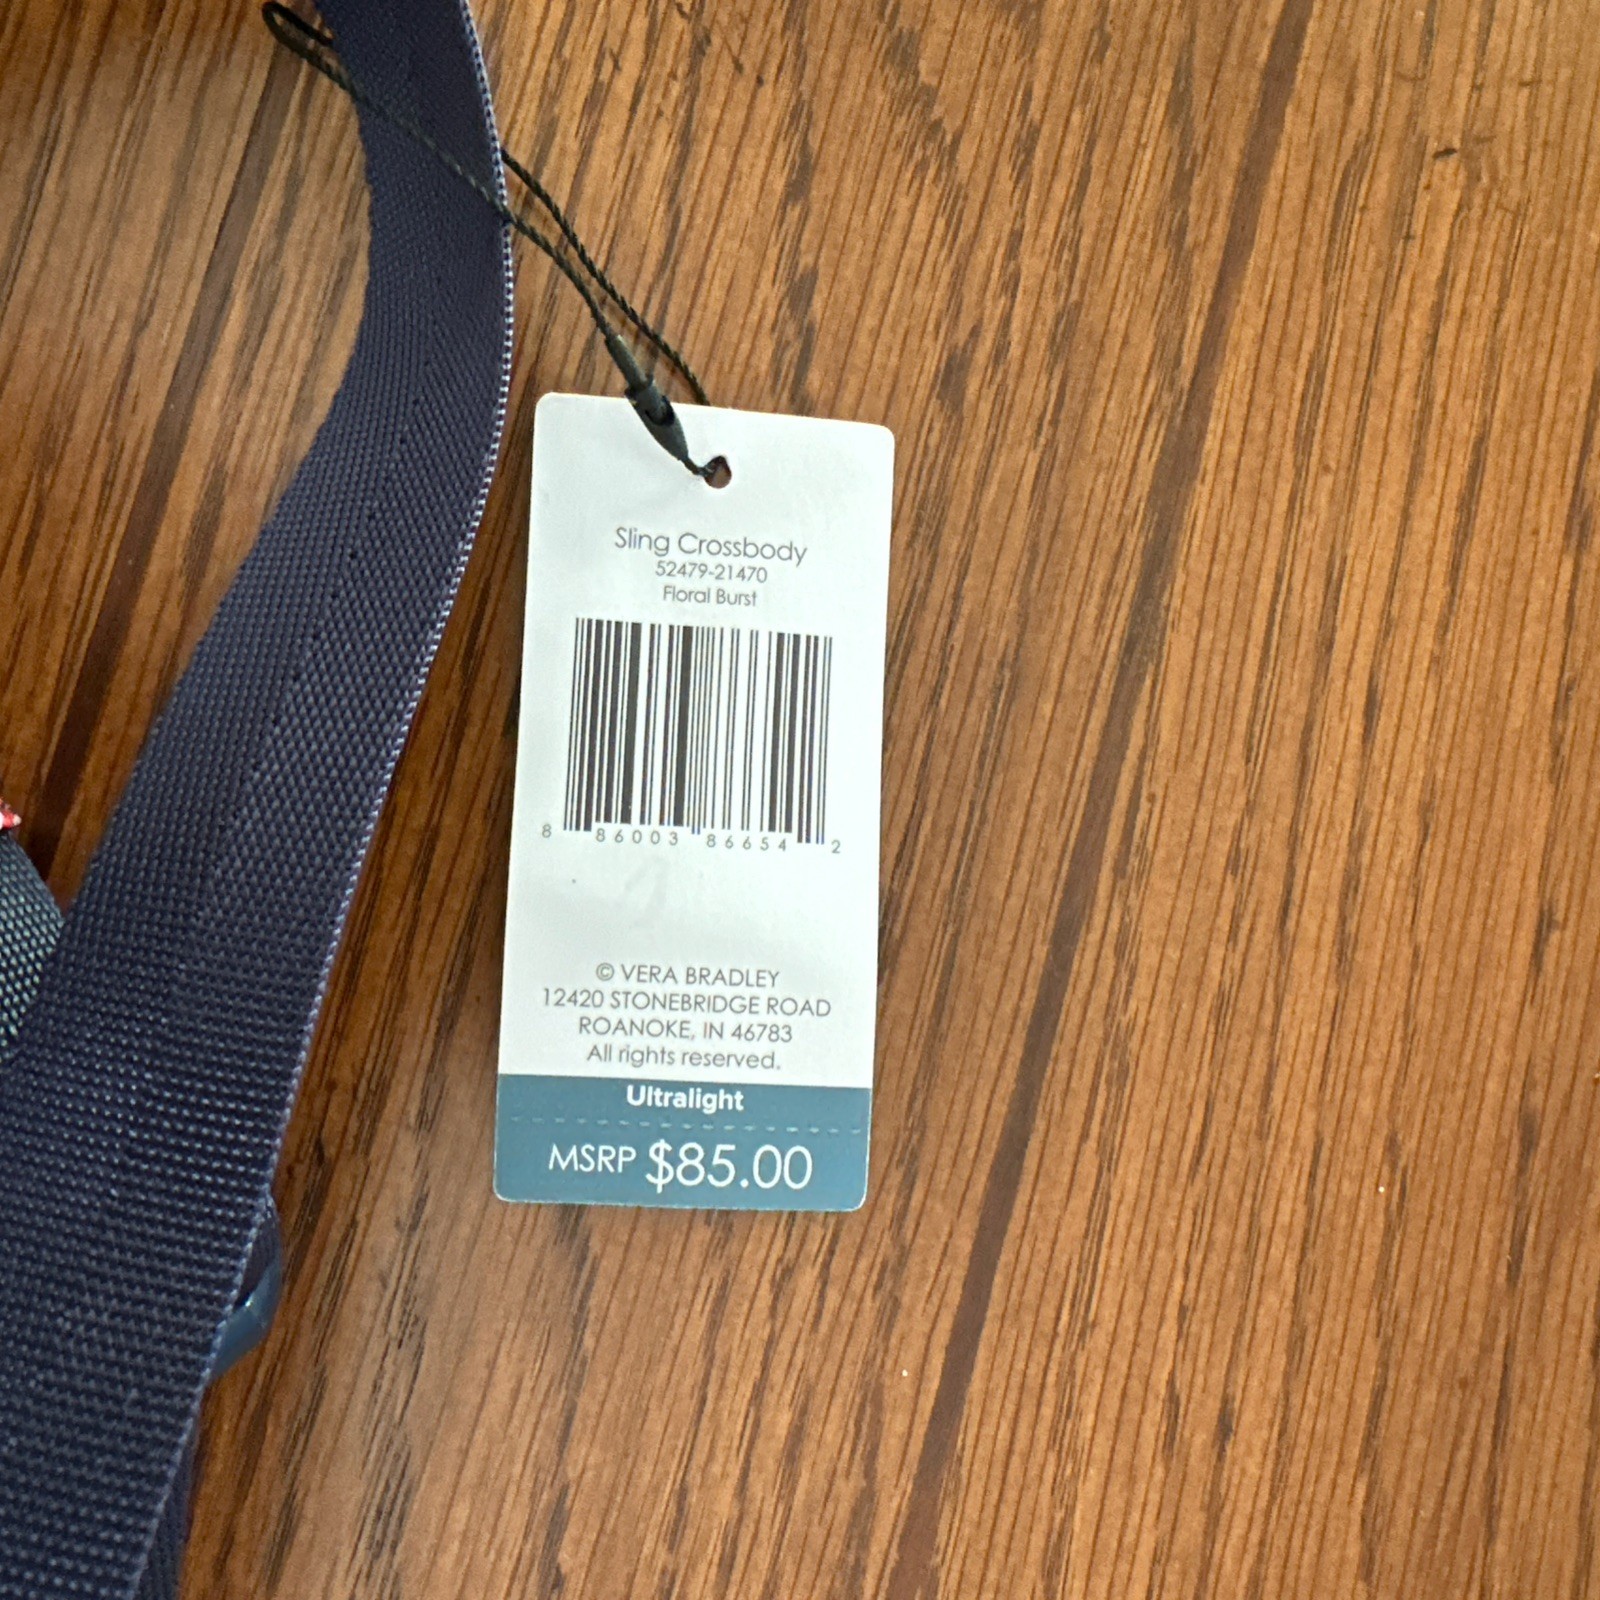 Sling Crossbody
52479-21470
Floral Burst
8 86003 86654 2
© VERA BRADLEY
12420 STONEBRIDGE ROAD
ROANOKE, IN 46783
All rights reserved.
Ultralight
MSRP $85.00